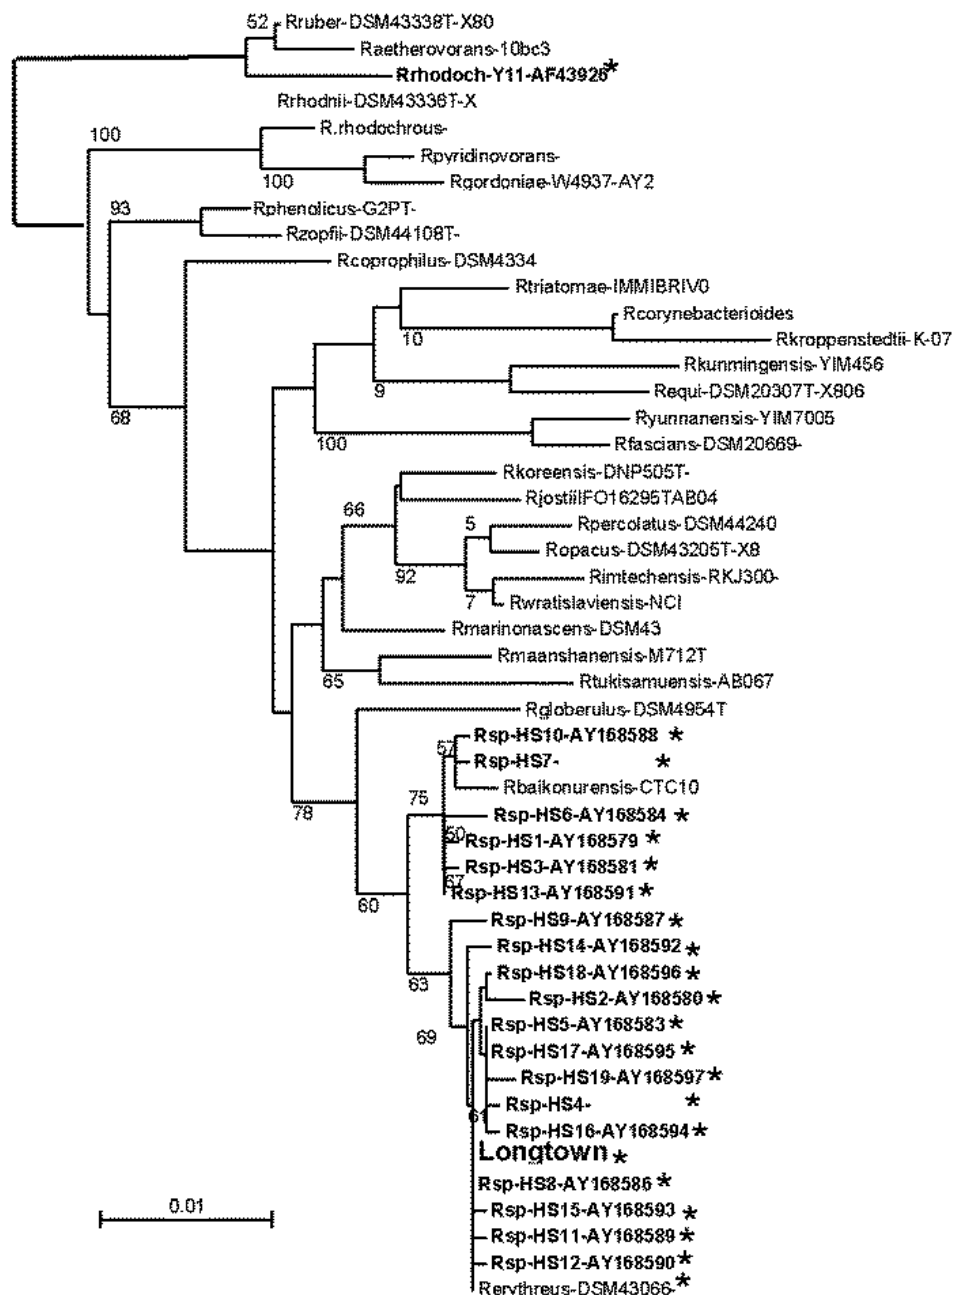 52 Rruber-DSM43338T-X80
Raetherovorans-10bc3
Rrhodoch-Y11-AF43926*
Rrhodnii-DSM43336T-X
100 R.rhodochrous-
Rpyridinovorans-
100 Rgordoniae-W4937-AY2
93 Rphenolicus-G2PT-
Rzopfii-DSM44108T-
Rcoprophilus-DSM4334
Rtriatomae-IMMIBRIV0
Rcorynebacterioides
10 Rkroppenstedtii-K-07
Rkunmingensis-YIM456
9 Requi-DSM20307T-X806
68 Ryunnanensis-YIM7005
100 Rfascians-DSM20669-
Rkoreensis-DNP505T-
RjostiiIFO16295TAB04
66 5 Rpercolatus-DSM44240
Ropacus-DSM43205T-X8
92 Rimtechensis-RKJ300-
7 Rwratislaviensis-NCI
Rmarinonascens-DSM43
Rmaanshanensis-M712T
65 Rtukisamuensis-AB067
Rgloberulus-DSM4954T
Rsp-HS10-AY168588 *
57 Rsp-HS7- *
Rbaikonurensis-CTC10
78 75 Rsp-HS6-AY168584 *
50 Rsp-HS1-AY168579 *
Rsp-HS3-AY168581 *
67 Rsp-HS13-AY168591 *
60 Rsp-HS9-AY168587 *
Rsp-HS14-AY168592 *
63 Rsp-HS18-AY168596 *
Rsp-HS2-AY168580 *
69 Rsp-HS5-AY168583 *
Rsp-HS17-AY168595 *
Rsp-HS19-AY168597 *
Rsp-HS4- *
61 Rsp-HS16-AY168594 *
Longtown *
Rsp-HS8-AY168586 *
0.01 Rsp-HS15-AY168593 *
Rsp-HS11-AY168589 *
Rsp-HS12-AY168590 *
Rerythreus-DSM43066- *